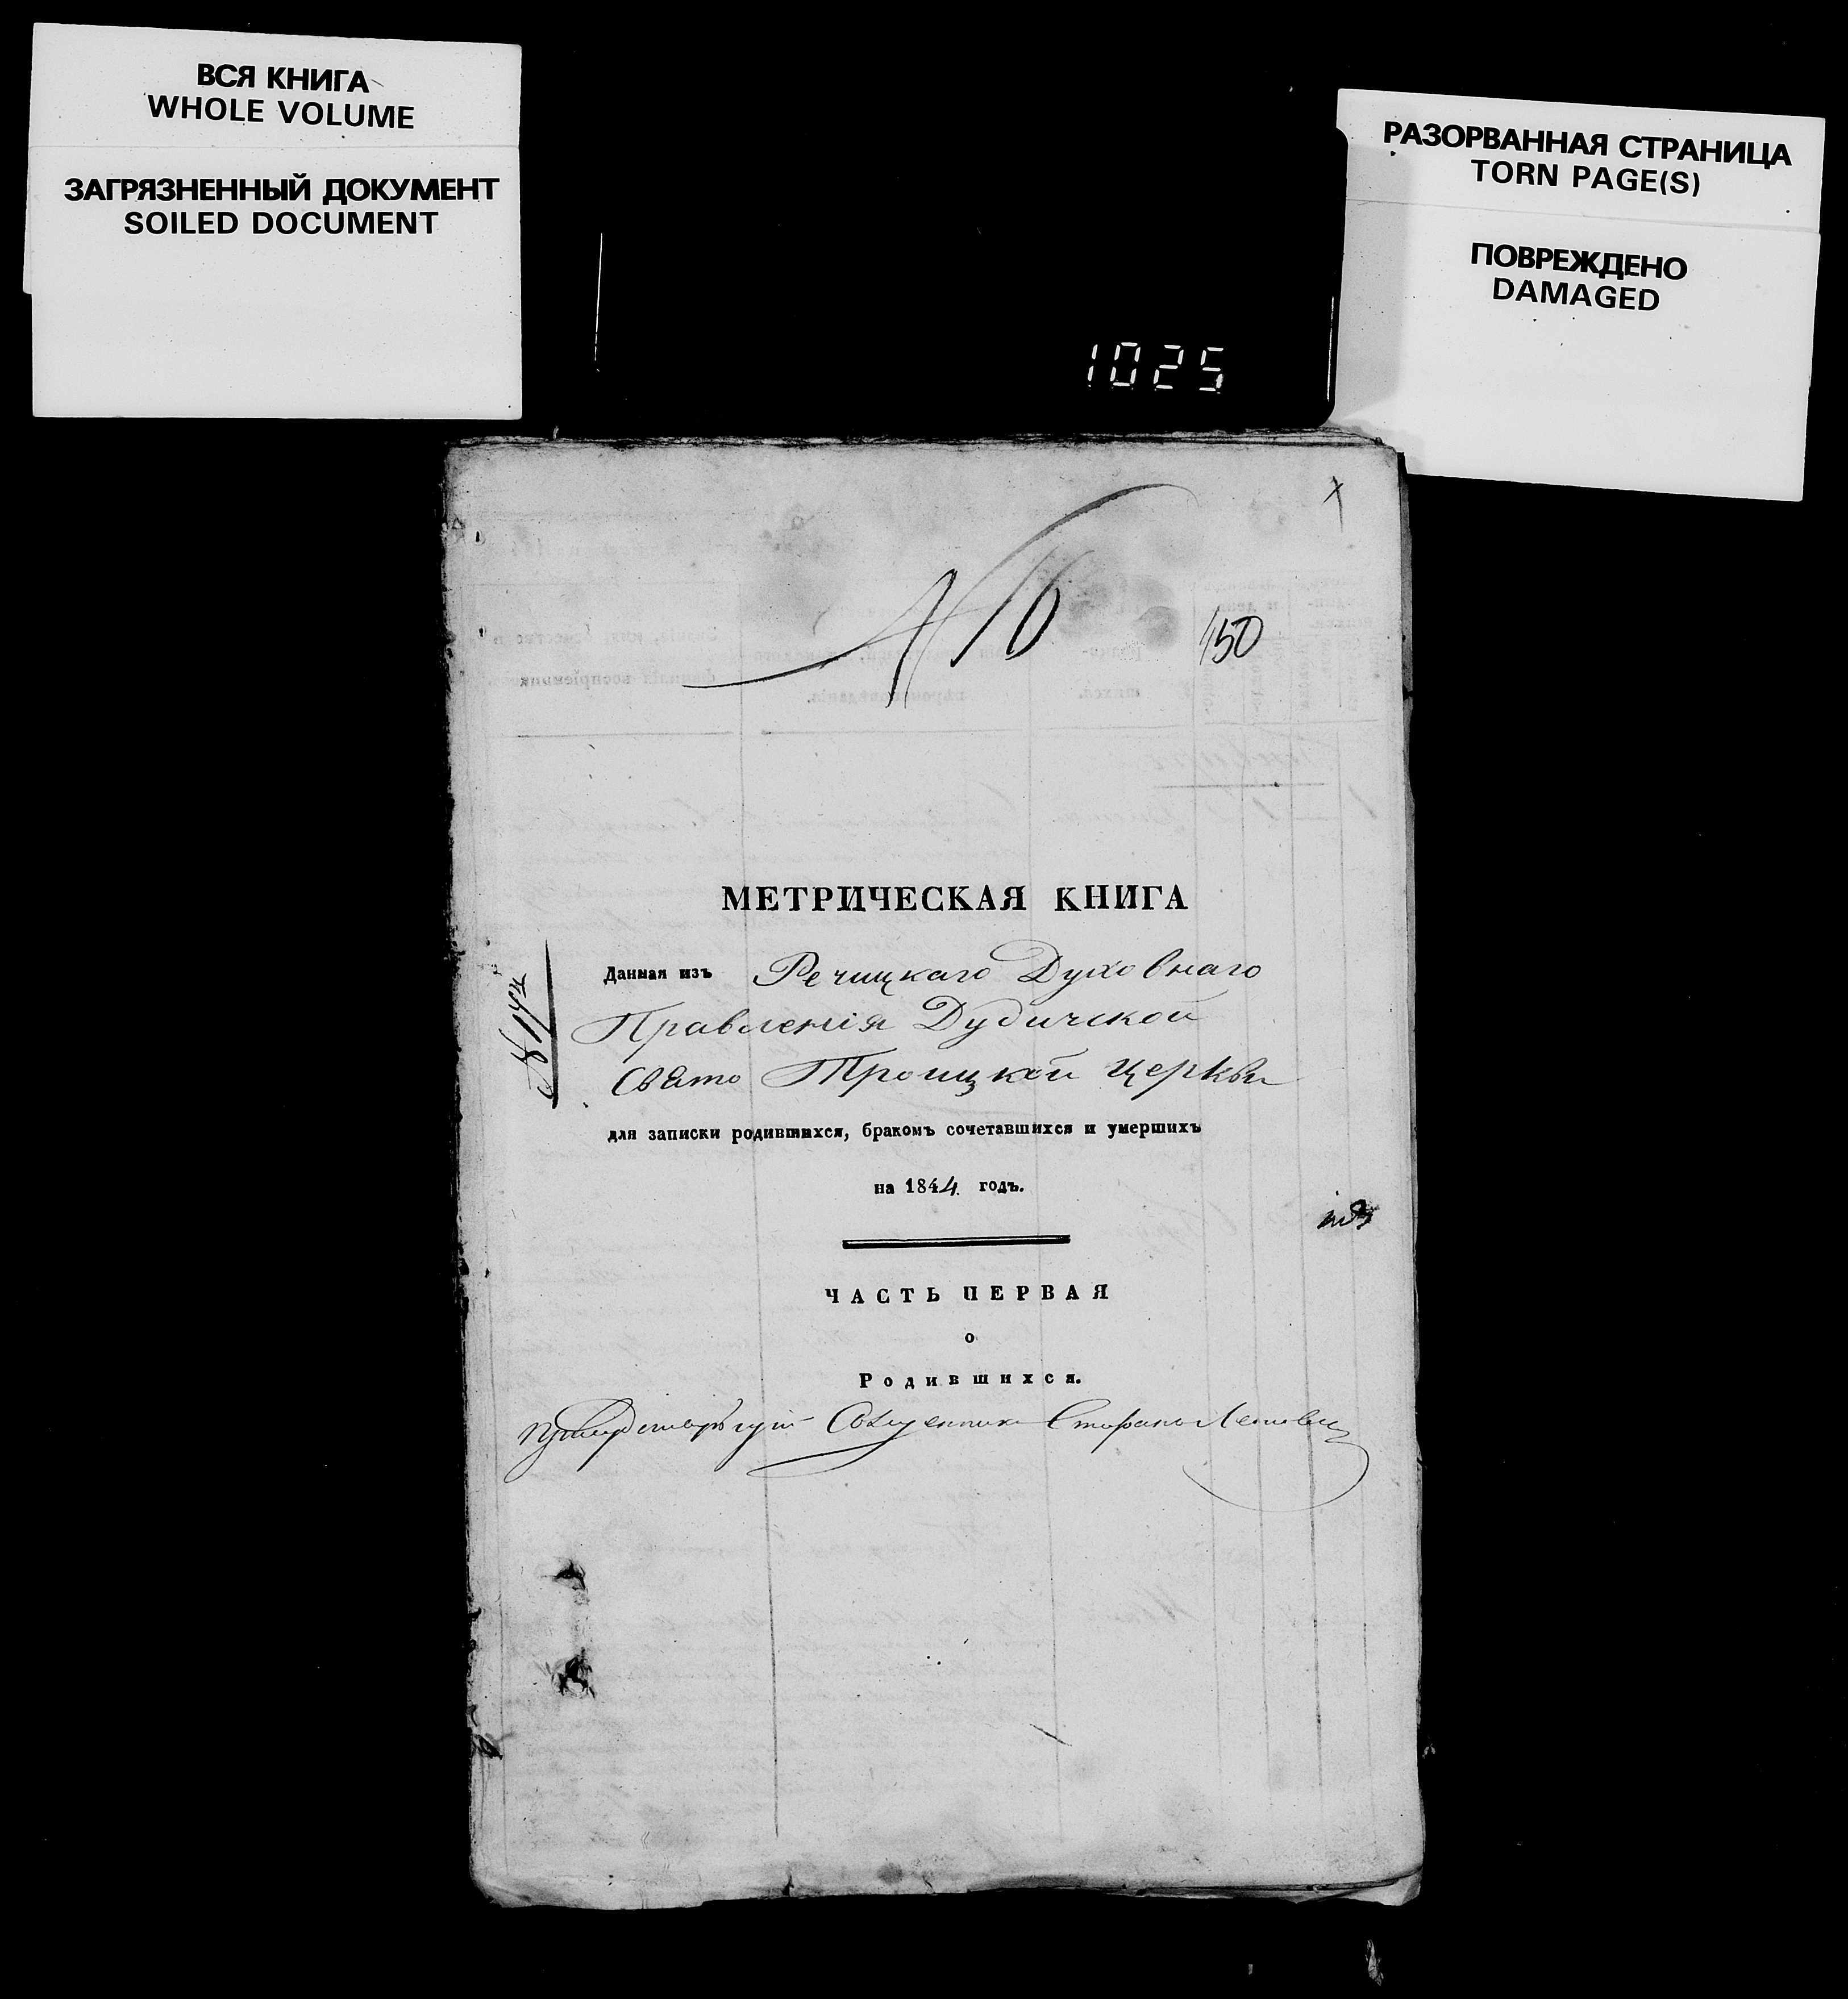 ВСЯ КНИГА
WHOLE VOLUME
ЗАГРЯЗНЕННЫЙ ДОКУМЕНТ
SOILED DOCUMENT
РАЗОРВАННАЯ СТРАНИЦА
TORN PAGE(S)
ПОВРЕЖДЕНО
DAMAGED
1025
150
МЕТРИЧЕСКАЯ КНИГА
Данная изъ Речицкаго Духовнаго
Правленія Дудичской
Свято Троицкой церкви
для записки родившихся, бракомъ сочетавшихся и умершихъ
на 1844 годъ.
ЧАСТЬ ПЕРВАЯ
о
Родившихся.
Священникъ Стефанъ